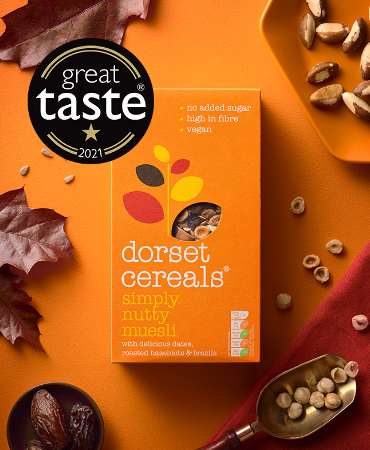 great
taste®
2021
no added sugar
high in fibre
vegan
dorset
cereals®
simply
nutty
muesli
with delicious dates,
roasted hazelnuts & brazils